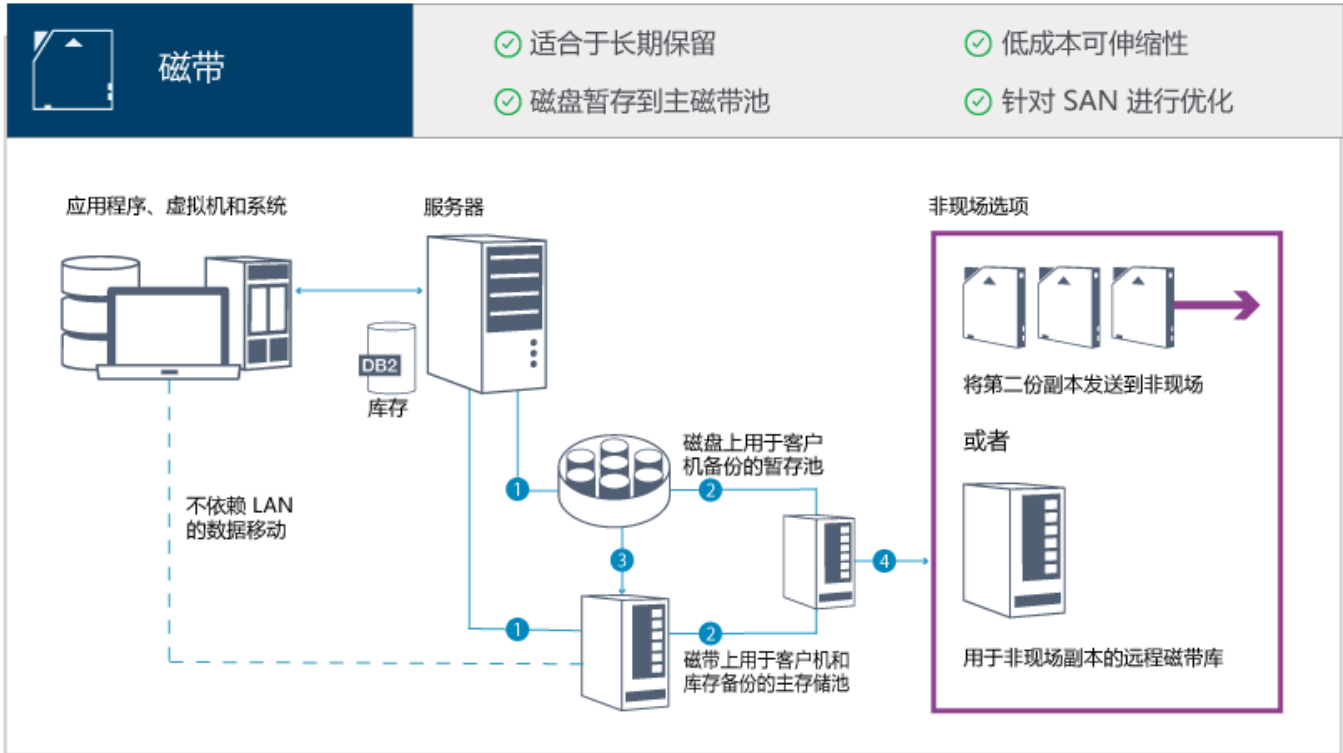 磁带
适合于长期保留
低成本可伸缩性
磁盘暂存到主磁带池
针对 SAN 进行优化
应用程序、虚拟机和系统
服务器
非现场选项
DB2
库存
将第二份副本发送到非现场
磁盘上用于客户
机备份的暂存池
或者
1
2
不依赖 LAN
的数据移动
3
4
1
2
磁带上用于客户机和
库存备份的主存储池
用于非现场副本的远程磁带库